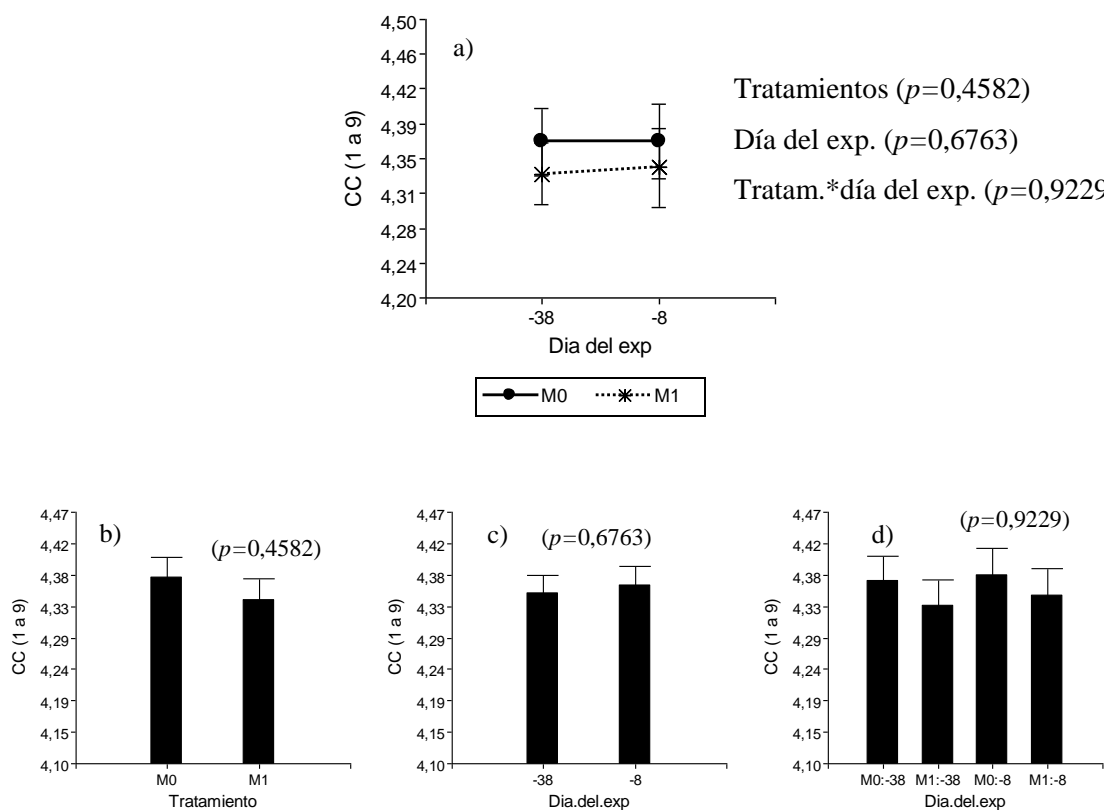 a)
CC (1 a 9)
4,50
4,46
4,42
4,39
4,35
4,31
4,28
4,24
4,20
-38
-8
Dia del exp
M0
M1
Tratamientos (p=0,4582)
Día del exp. (p=0,6763)
Tratam.*día del exp. (p=0,9229
b)
(p=0,4582)
CC (1 a 9)
4,47
4,42
4,38
4,33
4,29
4,24
4,19
4,15
4,10
M0
M1
Tratamiento
c)
(p=0,6763)
CC (1 a 9)
4,47
4,42
4,38
4,33
4,29
4,24
4,19
4,15
4,10
-38
-8
Dia.del.exp
d)
(p=0,9229)
CC (1 a 9)
4,47
4,42
4,38
4,33
4,29
4,24
4,19
4,15
4,10
M0:-38
M1:-38
M0:-8
M1:-8
Dia.del.exp